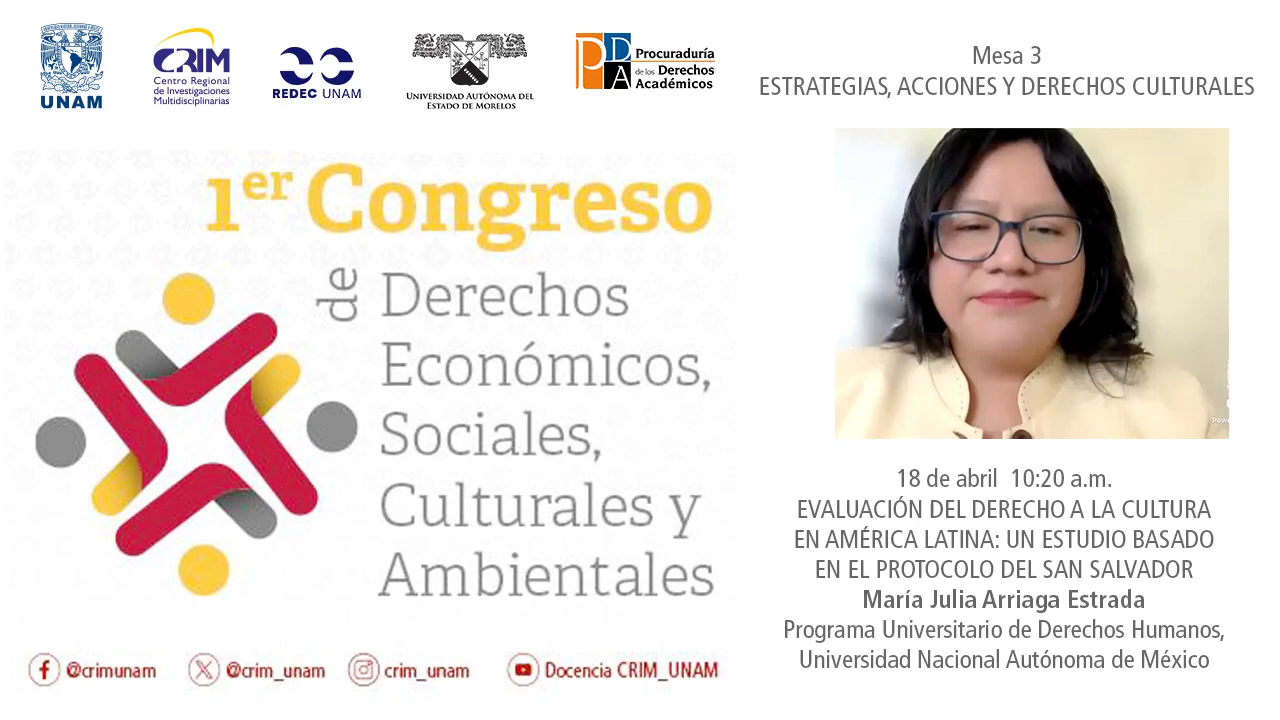 UNAM
CRIM
Centro Regional
de Investigaciones
Multidisciplinarias
REDEC UNAM
UNIVERSIDAD AUTÓNOMA DEL
ESTADO DE MORELOS
PDA
Procuraduría
de los Derechos
Académicos
1er Congreso
de Derechos
Económicos,
Sociales,
Culturales y
Ambientales
@crimunam
@crim_unam
crim_unam
Docencia CRIM_UNAM
Mesa 3
ESTRATEGIAS, ACCIONES Y DERECHOS CULTURALES
18 de abril 10:20 a.m.
EVALUACIÓN DEL DERECHO A LA CULTURA
EN AMÉRICA LATINA: UN ESTUDIO BASADO
EN EL PROTOCOLO DEL SAN SALVADOR
María Julia Arriaga Estrada
Programa Universitario de Derechos Humanos,
Universidad Nacional Autónoma de México